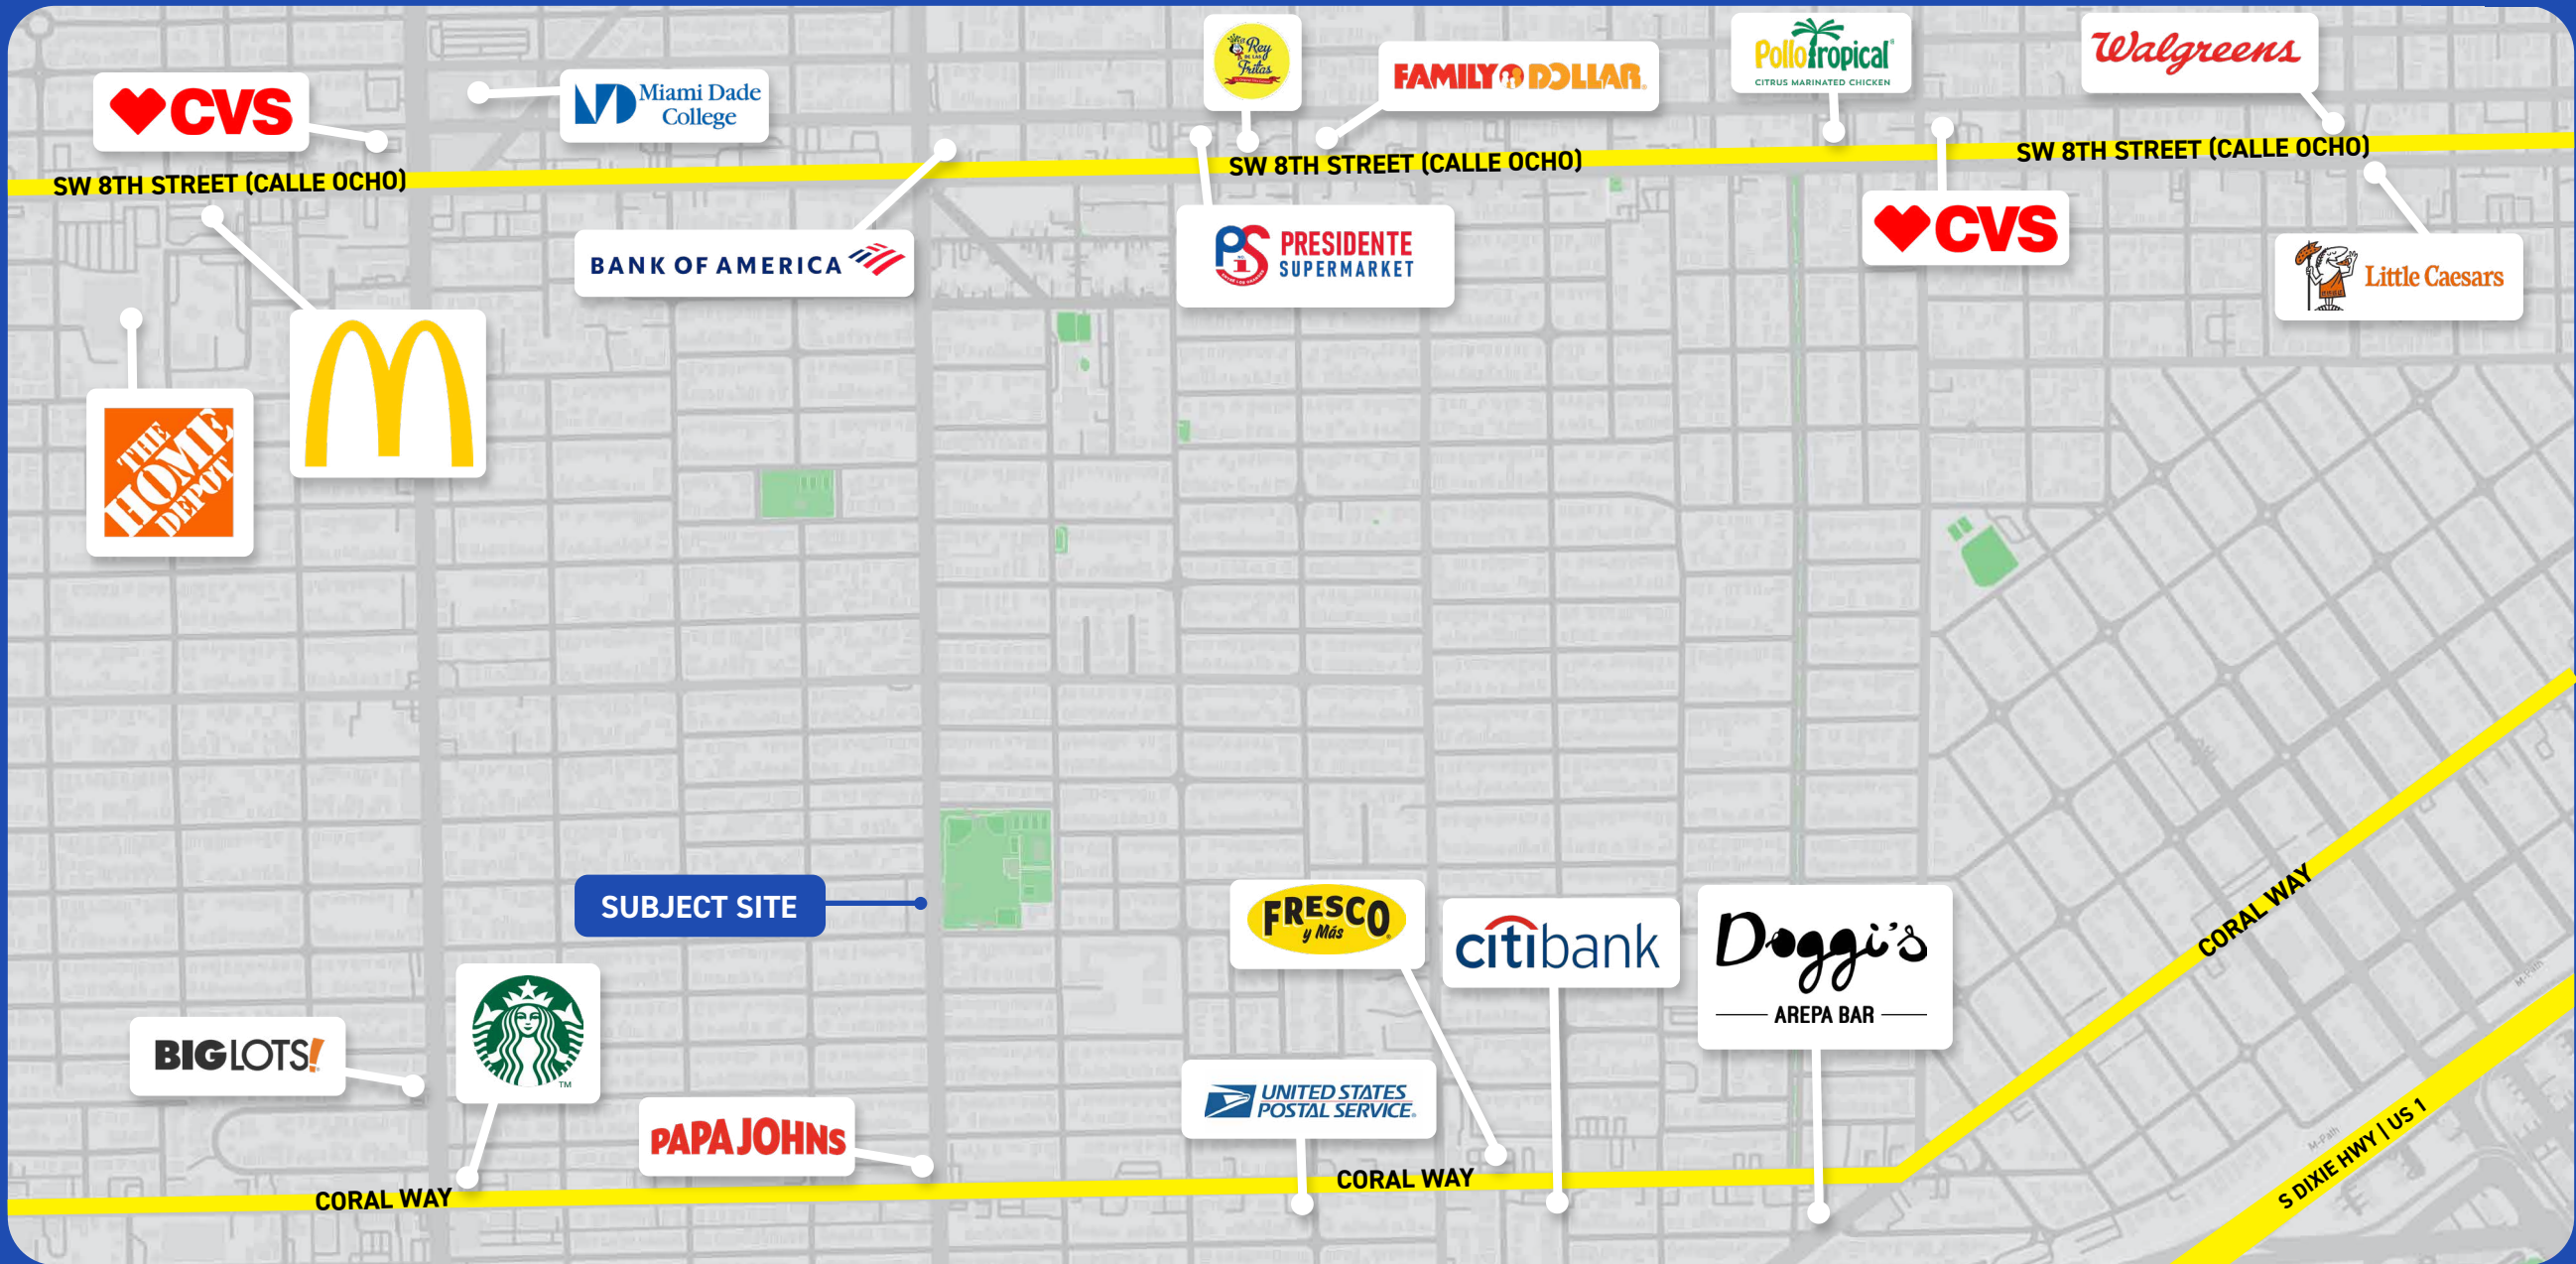 CVS
Miami Dade
College
Rey
DE LAS
Fritas
FAMILY DOLLAR
Pollo Tropical
CITRUS MARINATED CHICKEN
Walgreens
SW 8TH STREET (CALLE OCHO)
SW 8TH STREET (CALLE OCHO)
SW 8TH STREET (CALLE OCHO)
BANK OF AMERICA
PRESIDENTE
SUPERMARKET
CVS
Little Caesars
THE
HOME
DEPOT
SUBJECT SITE
FRESCO
y Más
citibank
Doggi's
AREPA BAR
CORAL WAY
M-Path
BIG LOTS!
TM
PAPA JOHNS
UNITED STATES
POSTAL SERVICE
CORAL WAY
CORAL WAY
M-Path
S DIXIE HWY | US 1